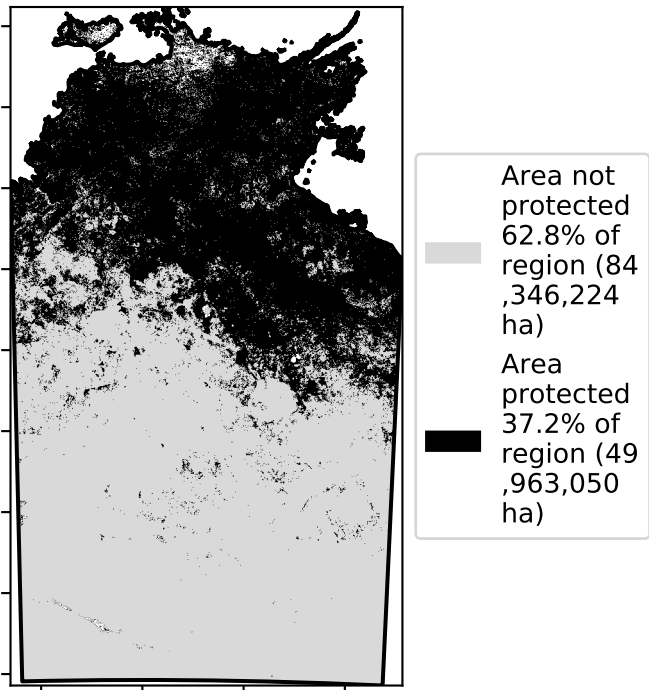 Area not
protected
62.8% of
region (84
,346,224
ha)
Area
protected
37.2% of
region (49
,963,050
ha)